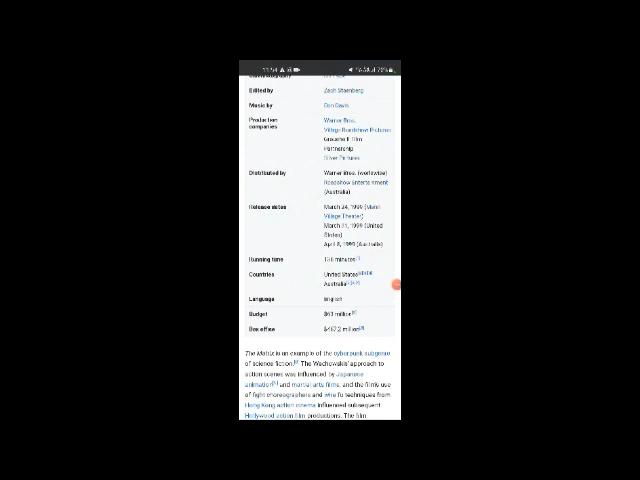 11:54
72%
Edited by Zach Staenberg
Music by Don Davis
Production Warner Bros.
companies Village Roadshow Pictures
Groucho II Film
Partnership
Silver Pictures
Distributed by Warner Bros. (worldwide)
Roadshow Entertainment
(Australia)
Release dates March 24, 1999 (Mann
Village Theater)
March 31, 1999 (United
States)
April 8, 1999 (Australia)
Running time 136 minutes
Countries United States
Australia
Language English
Budget $63 million
Box office $467.2 million
The Matrix is an example of the cyberpunk subgenre
of science fiction. The Wachowskis' approach to
action scenes was influenced by Japanese
animation and martial arts films, and the film's use
of fight choreographers and wire fu techniques from
Hong Kong action cinema influenced subsequent
Hollywood action film productions. The film